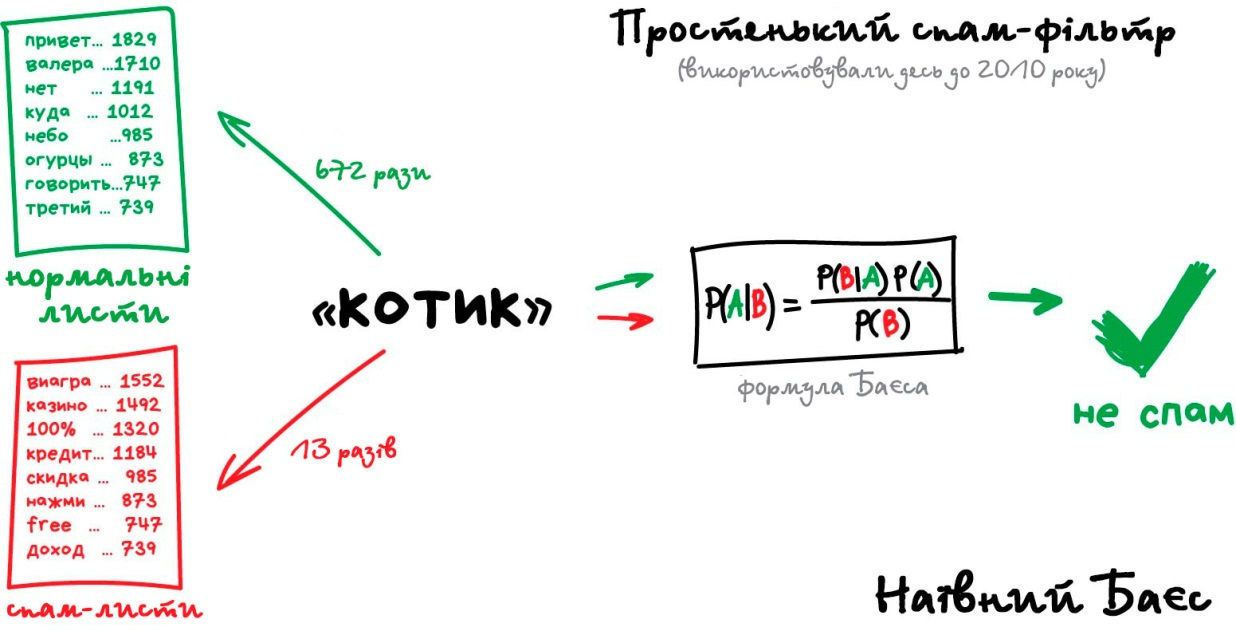 Простенький спам-фільтр
(використовували десь до 2010 року)
привет... 1829
валера ...1710
нет ... 1191
куда ... 1012
небо ...985
огурцы ... 873
говорить...747
третий ... 739
нормальні
листи
672 рази
«КОТИК»
13 разів
виагра ... 1552
казино ... 1492
100% ... 1320
кредит... 1184
скидка ... 985
нажми ... 873
free ... 747
доход ... 739
спам-листи
P(A|B) = P(B|A) P(A)
P(B)
формула Баєса
не спам
Наївний Баєс